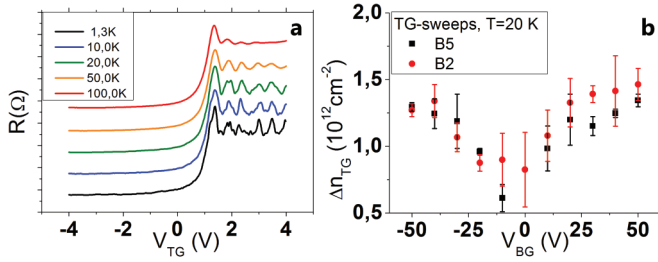 a
1,3K
10,0K
20,0K
50,0K
100,0K
R(Ω)
-4 -2 0 2 4
V_TG (V)
b
TG-sweeps, T=20 K
B5
B2
Δn_TG (10^12 cm^-2)
1,5
1,0
0,5
-50 -25 0 25 50
V_BG (V)